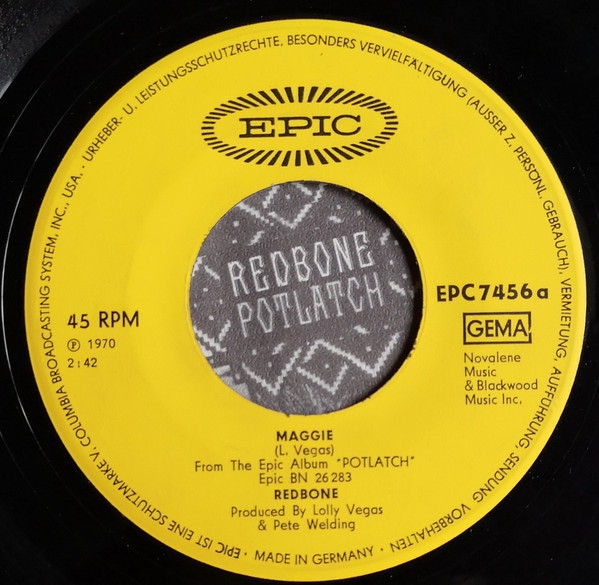 URHEBER- U. LEISTUNGSSCHUTZRECHTE, BESONDERS VERVIELFÄLTIGUNG (AUSSER Z. PERSÖNL. GEBRAUCH), VERMIETUNG, AUFFÜHRUNG, SENDUNG VORBEHALTEN
EPIC
REDBONE
POTLATCH
45 RPM
Ⓟ 1970
2:42
EPC 7456 a
GEMA
Novalene
Music
& Blackwood
Music Inc.
MAGGIE
(L. Vegas)
From The Epic Album "POTLATCH"
Epic BN 26 283
REDBONE
Produced By Lolly Vegas
& Pete Welding
· MADE IN GERMANY · EPIC IST EINE SCHUTZMARKE V. COLUMBIA BROADCASTING SYSTEM, INC., USA. ·